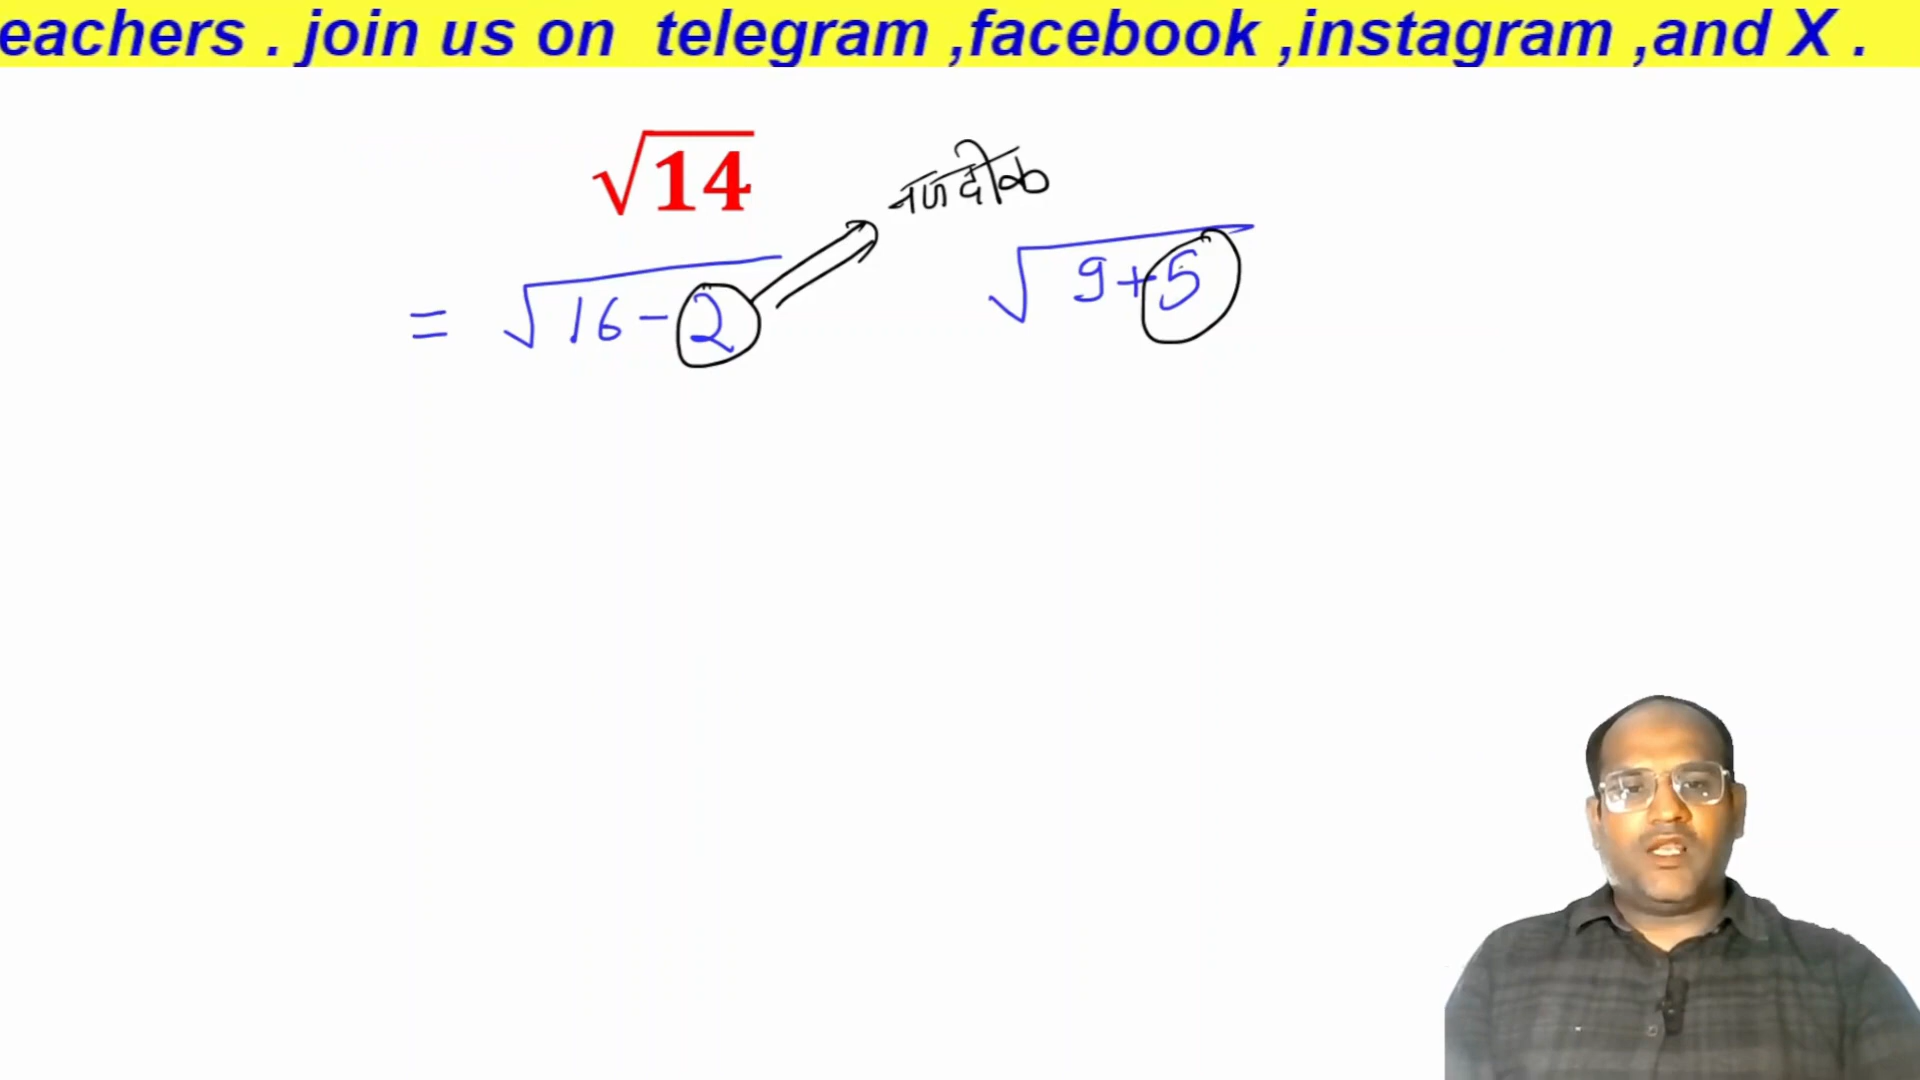 eachers . join us on telegram ,facebook ,instagram ,and X .
√14
नजदीक
= √16-2
√9+5